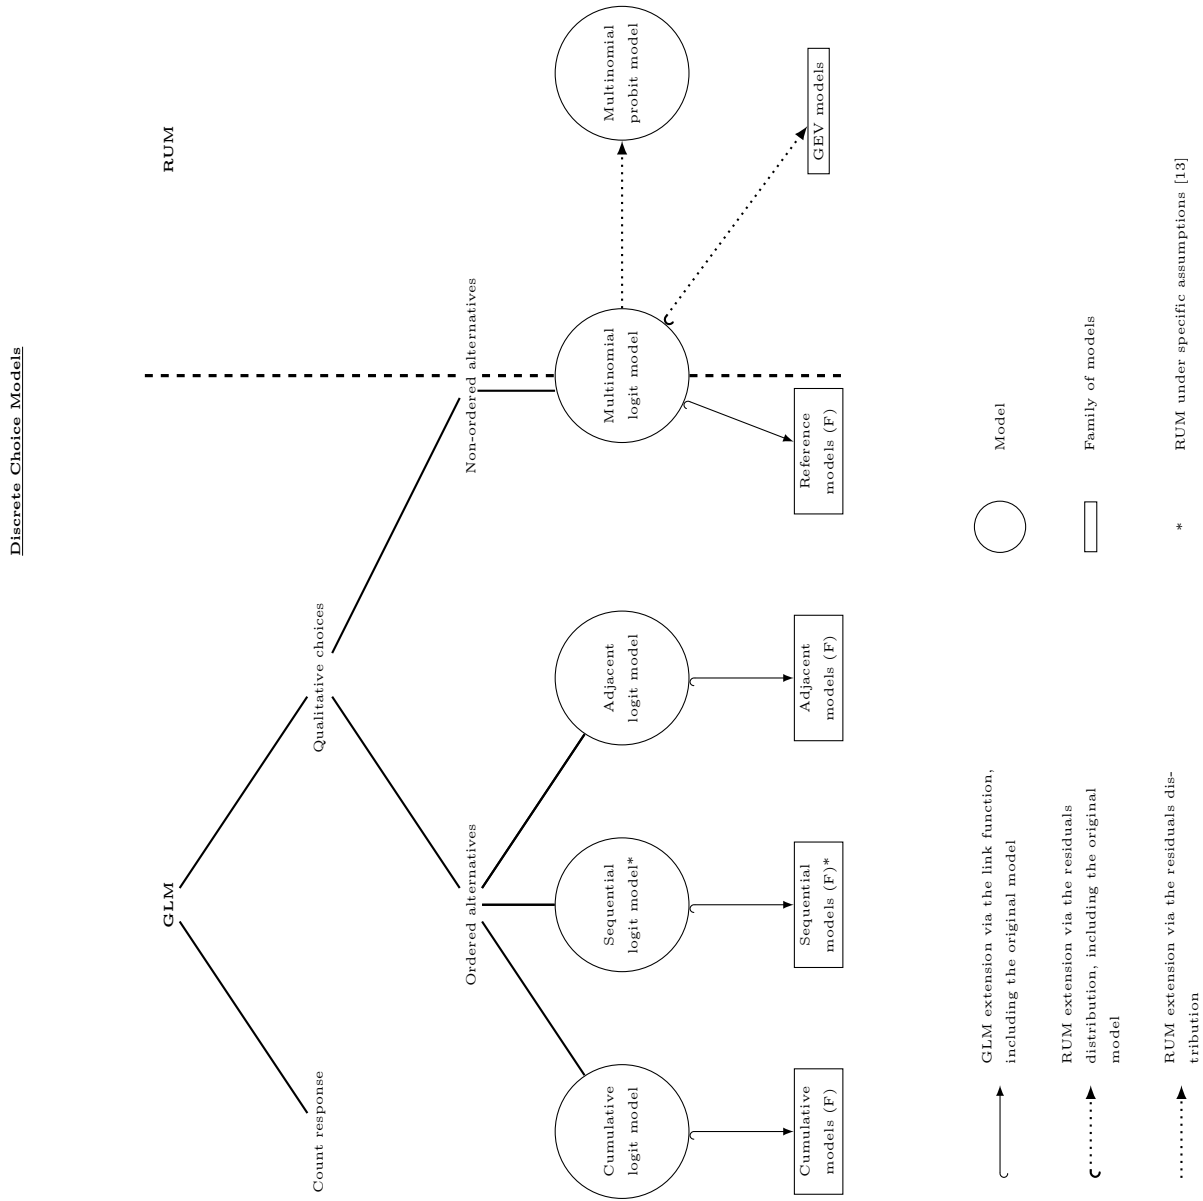 Discrete Choice Models
GLM
RUM
Count response
Qualitative choices
Ordered alternatives
Non-ordered alternatives
Cumulative
logit model
Sequential
logit model*
Adjacent
logit model
Multinomial
logit model
Multinomial
probit model
Cumulative
models (F)
Sequential
models (F)*
Adjacent
models (F)
Reference
models (F)
GEV models
GLM extension via the link function,
including the original model
Model
RUM extension via the residuals
distribution, including the original
model
Family of models
RUM extension via the residuals dis-
tribution
* RUM under specific assumptions [13]